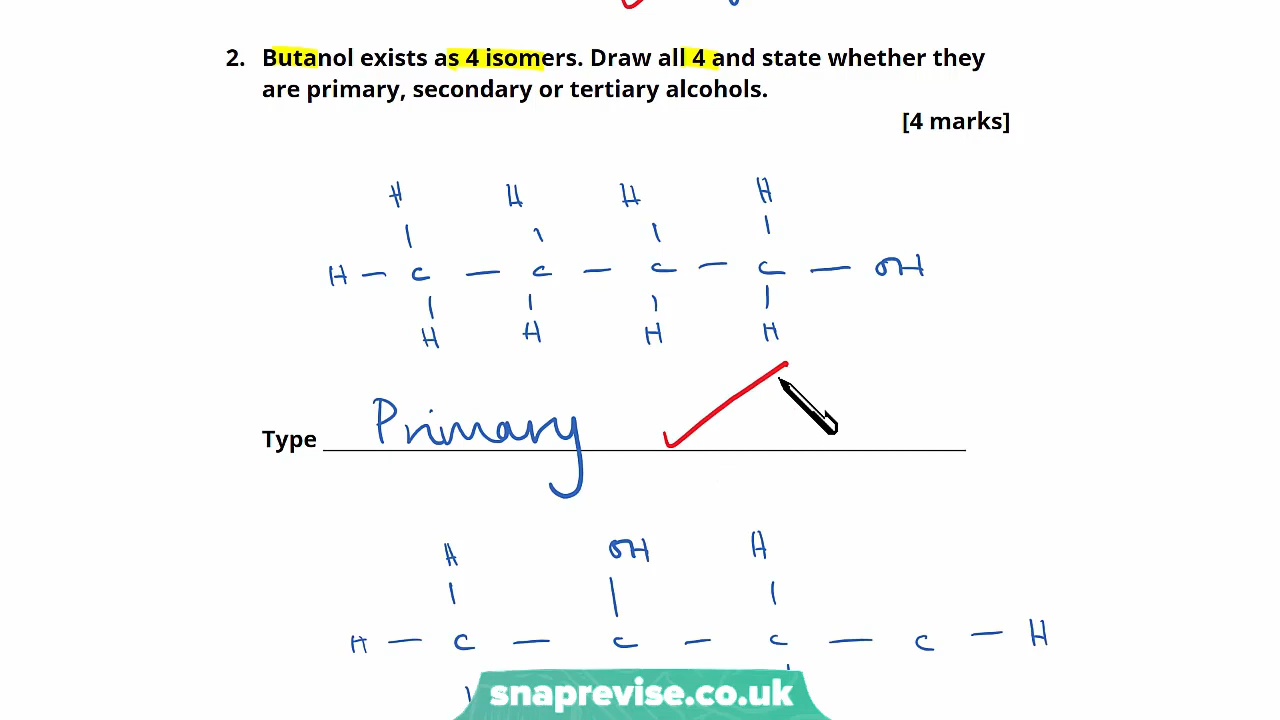 2. Butanol exists as 4 isomers. Draw all 4 and state whether they
are primary, secondary or tertiary alcohols.
[4 marks]
H H H H
H - C - C - C - C - OH
H H H H
Type Primary
H OH H
H - C - C - C - C - H
snaprevise.co.uk